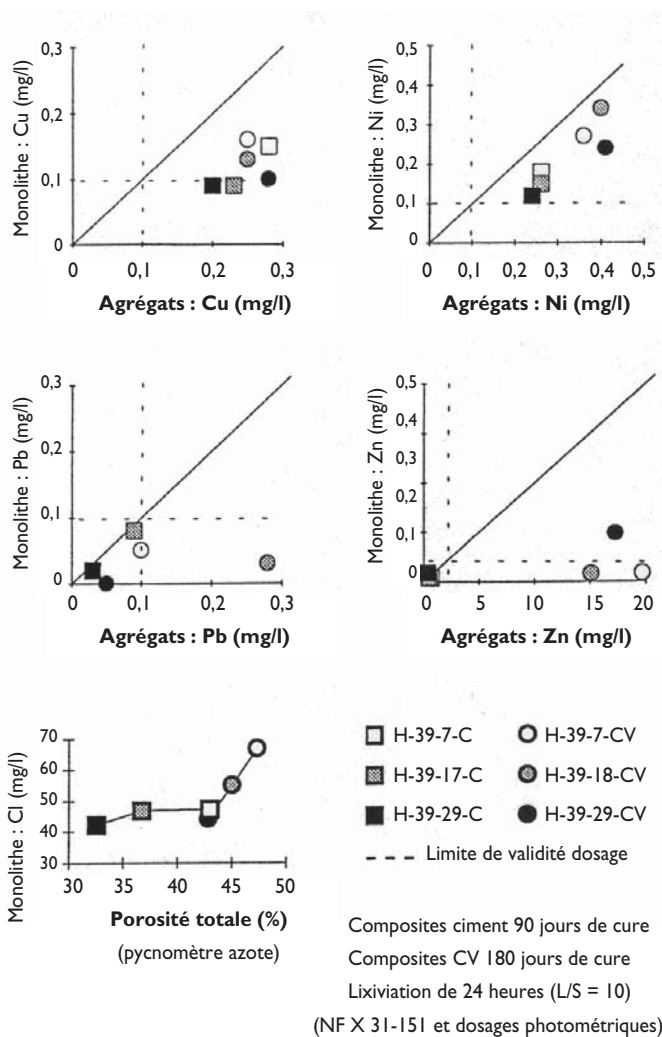 Monolithe : Cu (mg/l)
0,3
0,2
0,1
0
0
0,1
0,2
0,3
Agrégats : Cu (mg/l)
Monolithe : Ni (mg/l)
0,5
0,4
0,3
0,2
0,1
0
0
0,1
0,2
0,3
0,4
0,5
Agrégats : Ni (mg/l)
Monolithe : Pb (mg/l)
0,3
0,2
0,1
0
0
0,1
0,2
0,3
Agrégats : Pb (mg/l)
Monolithe : Zn (mg/l)
0,5
0,4
0,3
0,2
0,1
0
0
5
10
15
20
Agrégats : Zn (mg/l)
Monolithe : Cl (mg/l)
70
60
50
40
30
30
35
40
45
50
Porosité totale (%)
(pycnomètre azote)
H-39-7-C
H-39-7-CV
H-39-17-C
H-39-18-CV
H-39-29-C
H-39-29-CV
Limite de validité dosage
Composites ciment 90 jours de cure
Composites CV 180 jours de cure
Lixiviation de 24 heures (L/S = 10)
(NF X 31-151 et dosages photométriques)